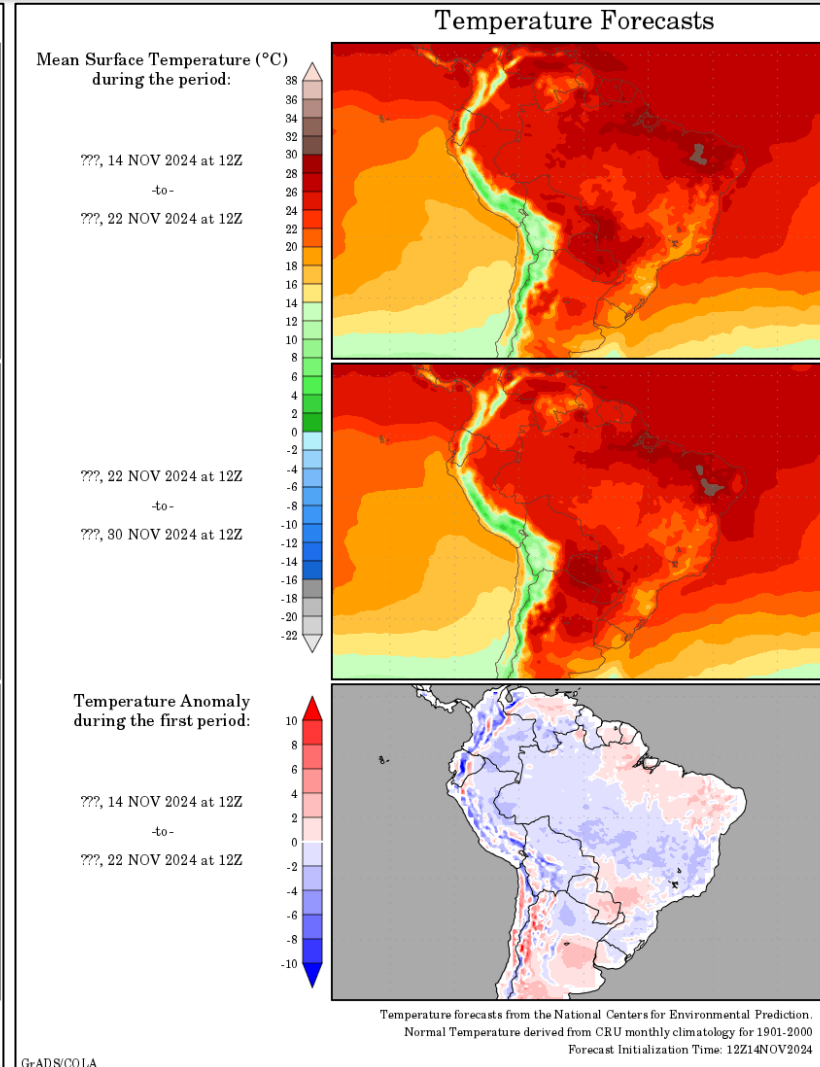 Temperature Forecasts
Mean Surface Temperature (°C)
during the period:
38
36
34
32
30
28
26
24
22
20
18
16
14
12
10
8
6
4
2
0
-2
-4
-6
-8
-10
-12
-14
-16
-18
-20
-22
???, 14 NOV 2024 at 12Z
-to-
???, 22 NOV 2024 at 12Z
???, 22 NOV 2024 at 12Z
-to-
???, 30 NOV 2024 at 12Z
Temperature Anomaly
during the first period:
10
8
6
4
2
0
-2
-4
-6
-8
-10
???, 14 NOV 2024 at 12Z
-to-
???, 22 NOV 2024 at 12Z
Temperature forecasts from the National Centers for Environmental Prediction.
Normal Temperature derived from CRU monthly climatology for 1901-2000
Forecast Initialization Time: 12Z14NOV2024
GrADS/COLA